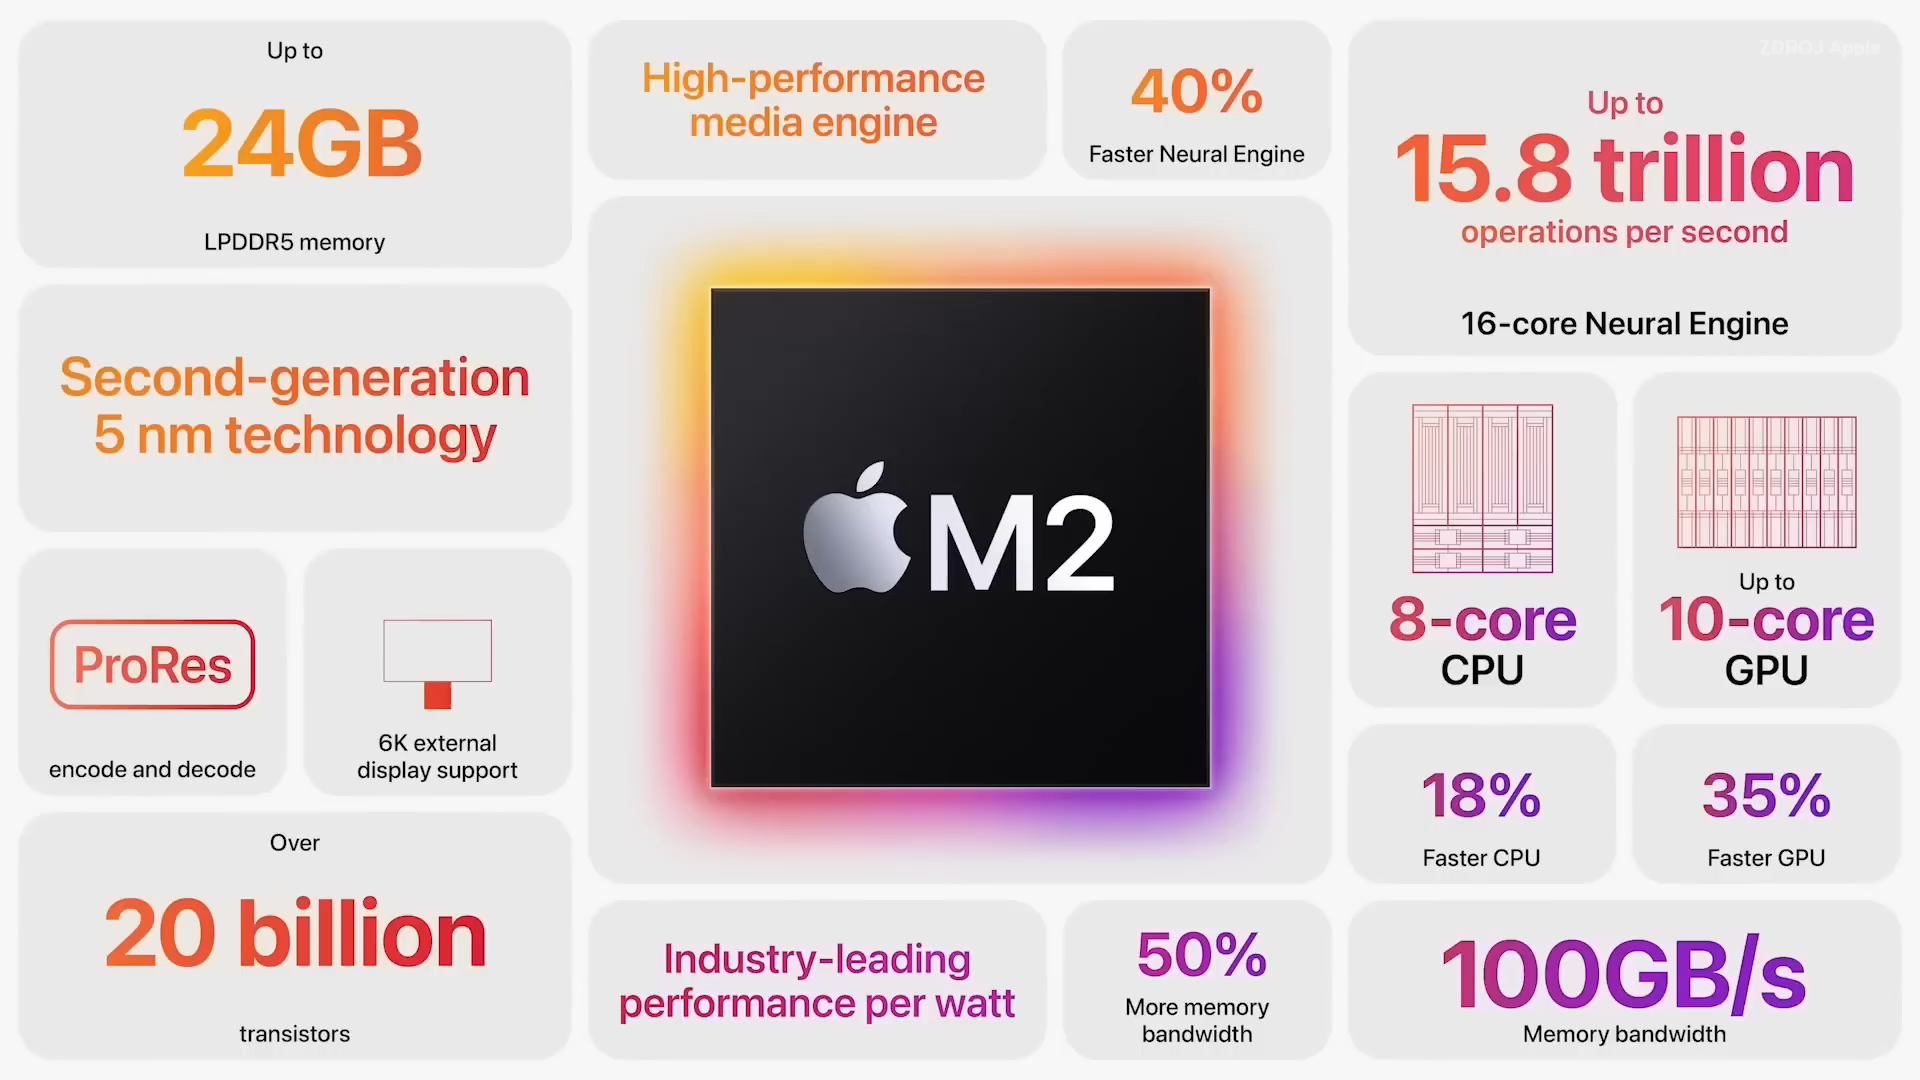 Up to
24GB
LPDDR5 memory
Second-generation
5 nm technology
ProRes
encode and decode
6K external
display support
Over
20 billion
transistors
High-performance
media engine
40%
Faster Neural Engine
M2
Industry-leading
performance per watt
50%
More memory
bandwidth
ZDROJ Apple
Up to
15.8 trillion
operations per second
16-core Neural Engine
8-core
CPU
Up to
10-core
GPU
18%
Faster CPU
35%
Faster GPU
100GB/s
Memory bandwidth